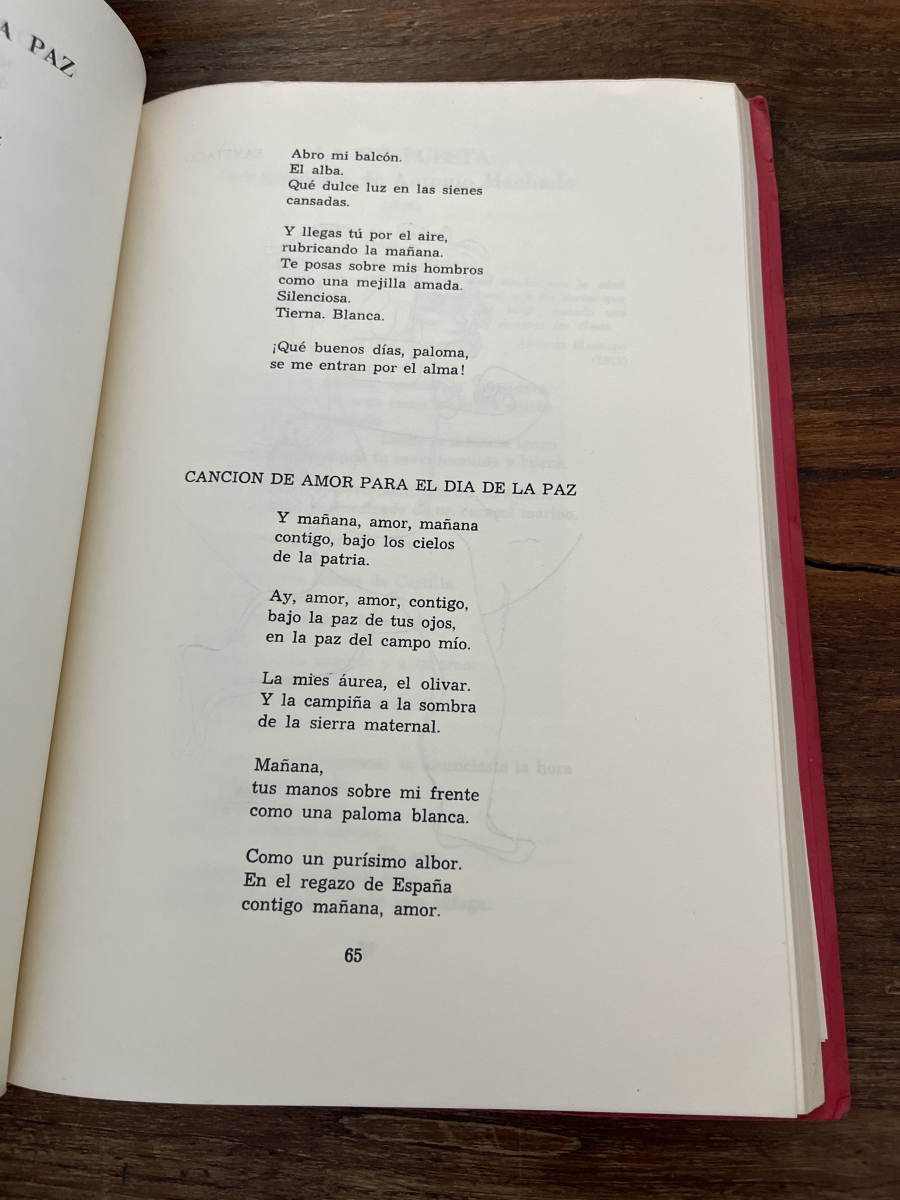 A PAZ
Abro mi balcón.
El alba.
Qué dulce luz en las sienes
cansadas.
Y llegas tú por el aire,
rubricando la mañana.
Te posas sobre mis hombros
como una mejilla amada.
Silenciosa.
Tierna. Blanca.
¡Qué buenos días, paloma,
se me entran por el alma!
CANCION DE AMOR PARA EL DIA DE LA PAZ
Y mañana, amor, mañana
contigo, bajo los cielos
de la patria.
Ay, amor, amor, contigo,
bajo la paz de tus ojos,
en la paz del campo mío.
La mies áurea, el olivar.
Y la campiña a la sombra
de la sierra maternal.
Mañana,
tus manos sobre mi frente
como una paloma blanca.
Como un purísimo albor.
En el regazo de España
contigo mañana, amor.
65